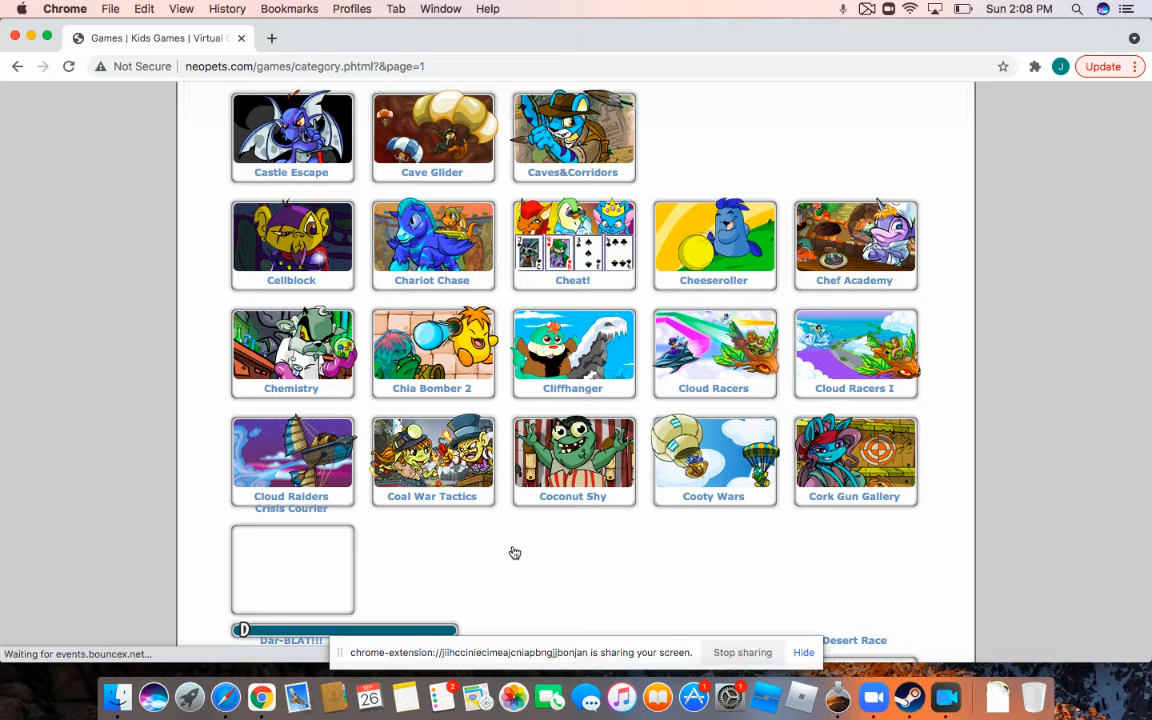 Chrome File Edit View History Bookmarks Profiles Tab Window Help Sun 2:08 PM
Games | Kids Games | Virtual
Not Secure neopets.com/games/category.phtml?&page=1 J Update
Castle Escape Cave Glider Caves&Corridors
Cellblock Chariot Chase Cheat! Cheeseroller Chef Academy
Chemistry Chia Bomber 2 Cliffhanger Cloud Racers Cloud Racers I
Cloud Raiders Coal War Tactics Coconut Shy Cooty Wars Cork Gun Gallery
Crisis Courier
D
Dar-BLAT!!! Desert Race
Waiting for events.bouncex.net...
chrome-extension://jiihcciniecimeajcniapbngjjbonjan is sharing your screen. Stop sharing Hide
26 2 1 1